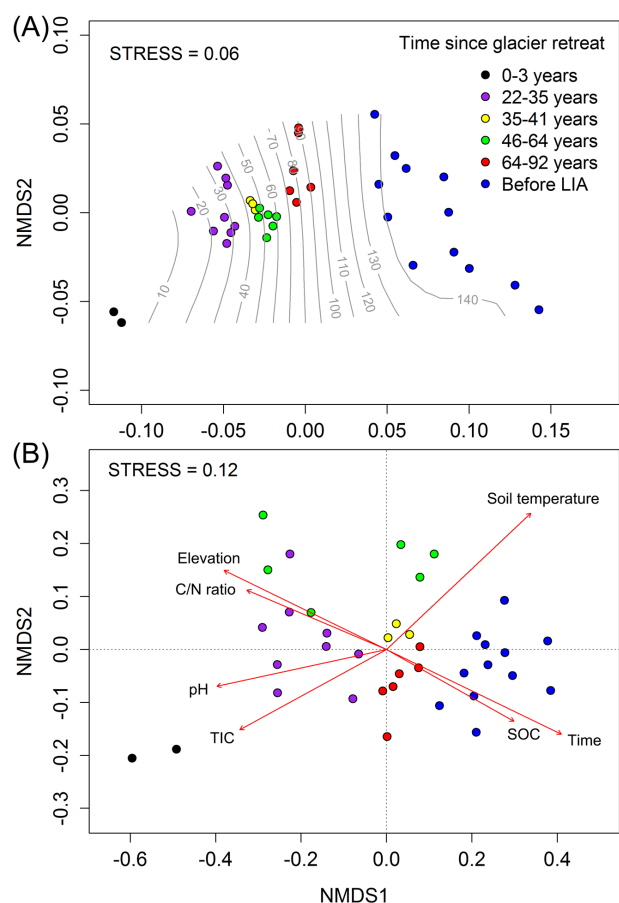 (A)
STRESS = 0.06
Time since glacier retreat
0-3 years
22-35 years
35-41 years
46-64 years
64-92 years
Before LIA
0.10
0.05
0.00
-0.05
-0.10
NMDS2
10
20
30
40
50
60
70
80
100
110
120
130
140
-0.10
-0.05
0.00
0.05
0.10
0.15
(B)
STRESS = 0.12
Soil temperature
Elevation
C/N ratio
pH
TIC
SOC
Time
0.3
0.2
0.1
0.0
-0.1
-0.2
-0.3
NMDS2
-0.6
-0.4
-0.2
0.0
0.2
0.4
NMDS1